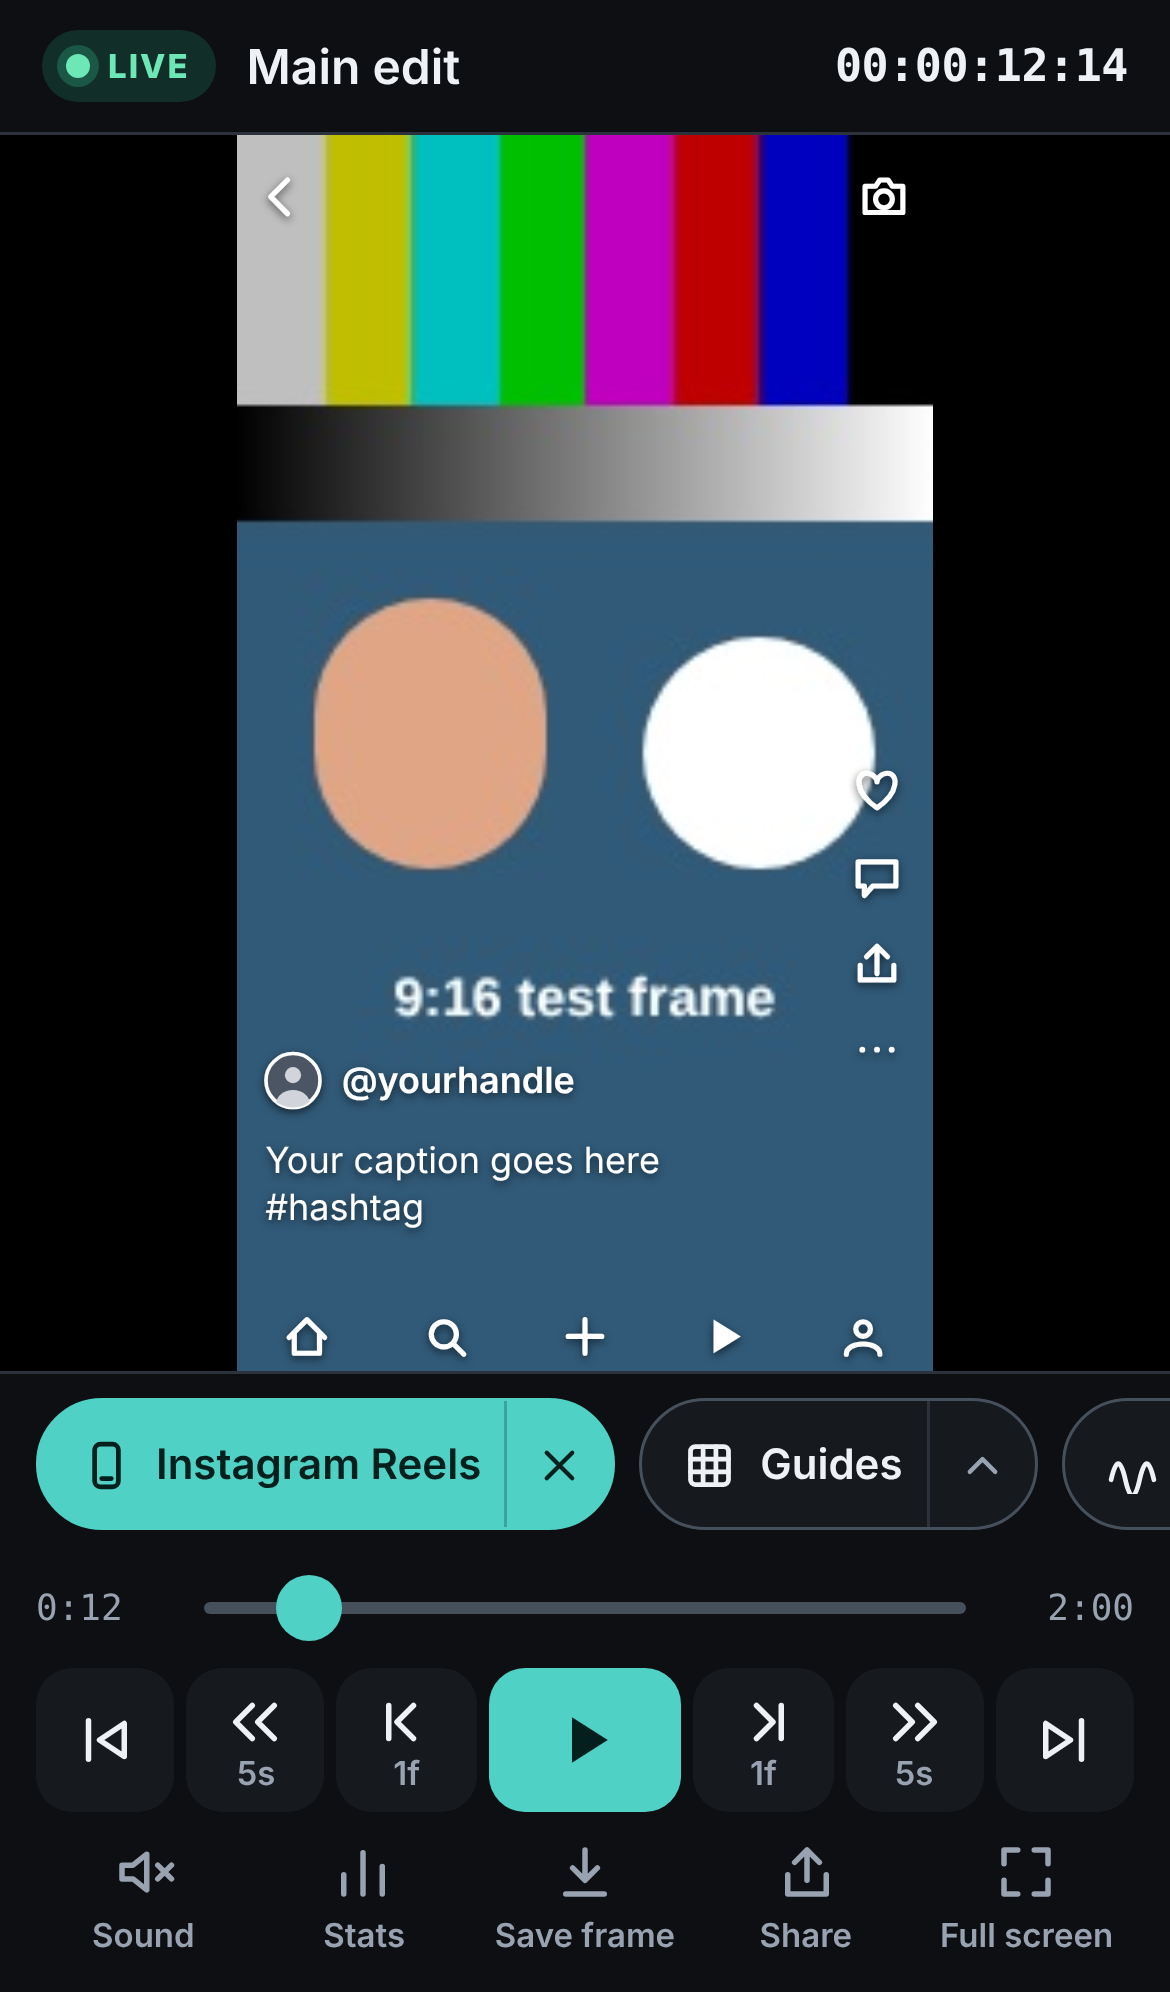 LIVE Main edit 00:00:12:14
9:16 test frame
@yourhandle
Your caption goes here
#hashtag
Instagram Reels Guides
0:12 2:00
5s 1f 1f 5s
Sound Stats Save frame Share Full screen